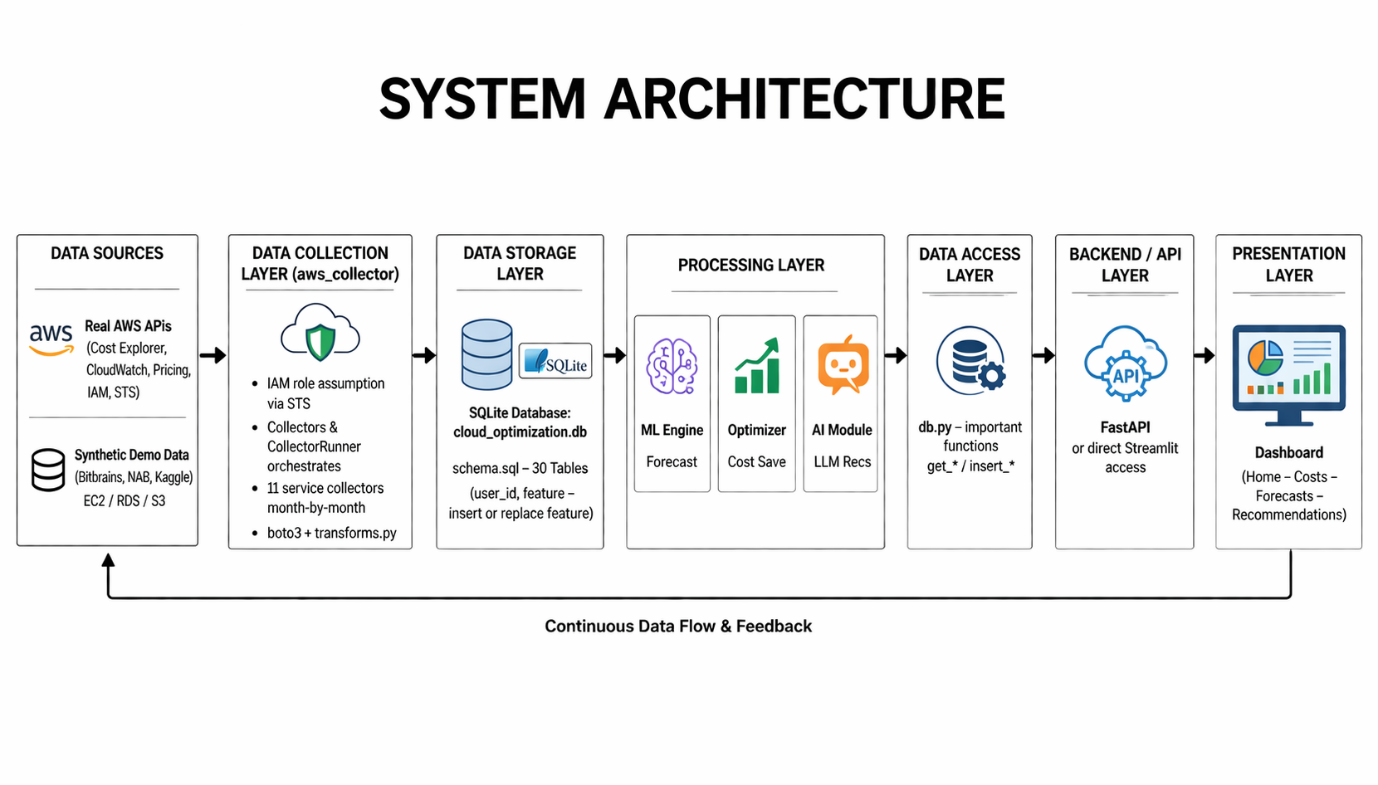 SYSTEM ARCHITECTURE
DATA SOURCES
aws
Real AWS APIs
(Cost Explorer,
CloudWatch, Pricing,
IAM, STS)
Synthetic Demo Data
(Bitbrains, NAB, Kaggle)
EC2 / RDS / S3
DATA COLLECTION
LAYER (aws_collector)
• IAM role assumption
via STS
• Collectors &
CollectorRunner
orchestrates
• 11 service collectors
month-by-month
• boto3 + transforms.py
DATA STORAGE
LAYER
SQLite
SQLite Database:
cloud_optimization.db
schema.sql – 30 Tables
(user_id, feature –
insert or replace feature)
PROCESSING LAYER
ML Engine
Forecast
Optimizer
Cost Save
AI Module
LLM Recs
DATA ACCESS
LAYER
db.py – important
functions
get_* / insert_*
BACKEND / API
LAYER
API
FastAPI
or direct Streamlit
access
PRESENTATION
LAYER
Dashboard
(Home – Costs –
Forecasts –
Recommendations)
Continuous Data Flow & Feedback